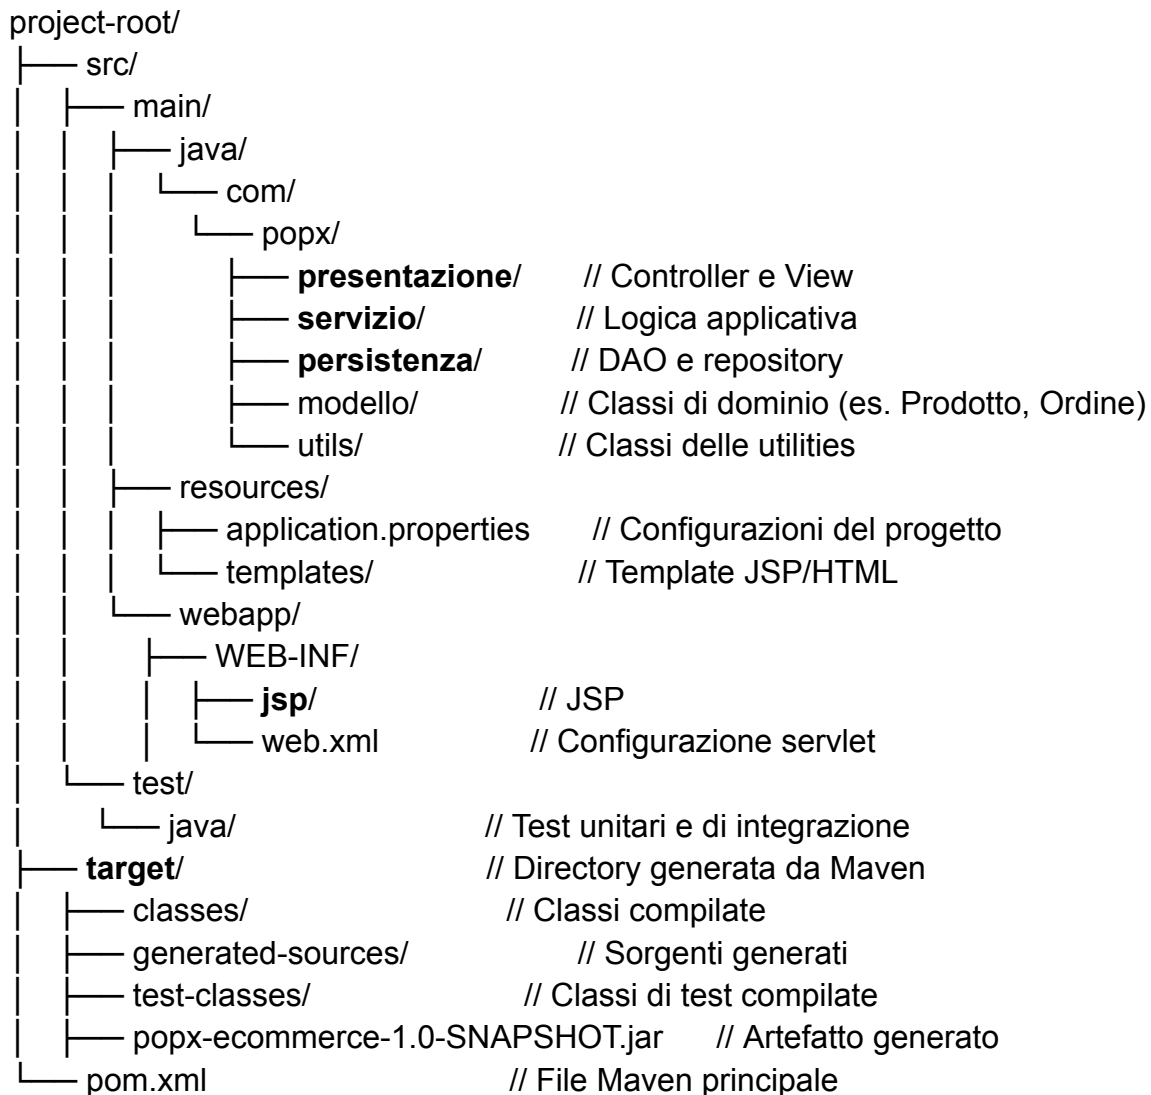 project-root/
├── src/
│ ├── main/
│ │ ├── java/
│ │ │ └── com/
│ │ │ └── popx/
│ │ │ ├── presentazione/ // Controller e View
│ │ │ ├── servizio/ // Logica applicativa
│ │ │ ├── persistenza/ // DAO e repository
│ │ │ ├── modello/ // Classi di dominio (es. Prodotto, Ordine)
│ │ │ └── utils/ // Classi delle utilities
│ │ ├── resources/
│ │ │ ├── application.properties // Configurazioni del progetto
│ │ │ └── templates/ // Template JSP/HTML
│ │ └── webapp/
│ │ ├── WEB-INF/
│ │ │ ├── jsp/ // JSP
│ │ │ └── web.xml // Configurazione servlet
│ └── test/
│ └── java/ // Test unitari e di integrazione
├── target/ // Directory generata da Maven
│ ├── classes/ // Classi compilate
│ ├── generated-sources/ // Sorgenti generati
│ ├── test-classes/ // Classi di test compilate
│ ├── popx-ecommerce-1.0-SNAPSHOT.jar // Artefatto generato
└── pom.xml // File Maven principale